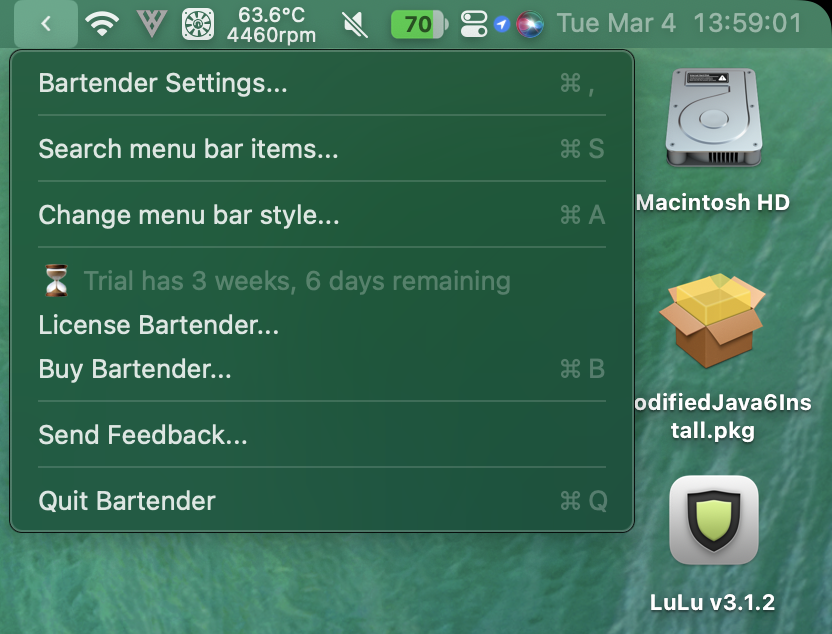 63.6°C
4460rpm
70
Tue Mar 4 13:59:01
Bartender Settings... ⌘ ,
Search menu bar items... ⌘ S
Change menu bar style... ⌘ A
Trial has 3 weeks, 6 days remaining
License Bartender...
Buy Bartender... ⌘ B
Send Feedback...
Quit Bartender ⌘ Q
Macintosh HD
odifiedJava6Ins
tall.pkg
LuLu v3.1.2